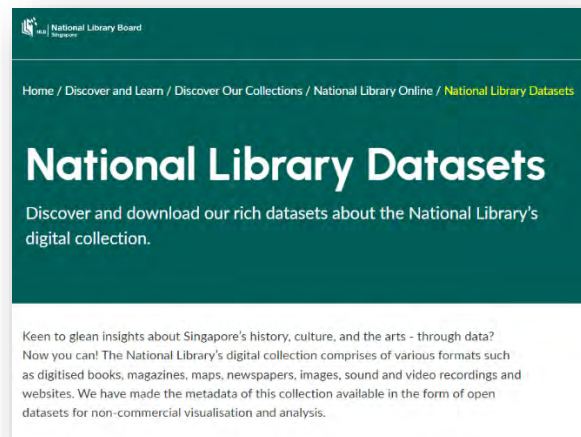 NLB National Library Board
Singapore
Home / Discover and Learn / Discover Our Collections / National Library Online / National Library Datasets
National Library Datasets
Discover and download our rich datasets about the National Library's
digital collection.
Keen to glean insights about Singapore's history, culture, and the arts - through data?
Now you can! The National Library's digital collection comprises of various formats such
as digitised books, magazines, maps, newspapers, images, sound and video recordings and
websites. We have made the metadata of this collection available in the form of open
datasets for non-commercial visualisation and analysis.